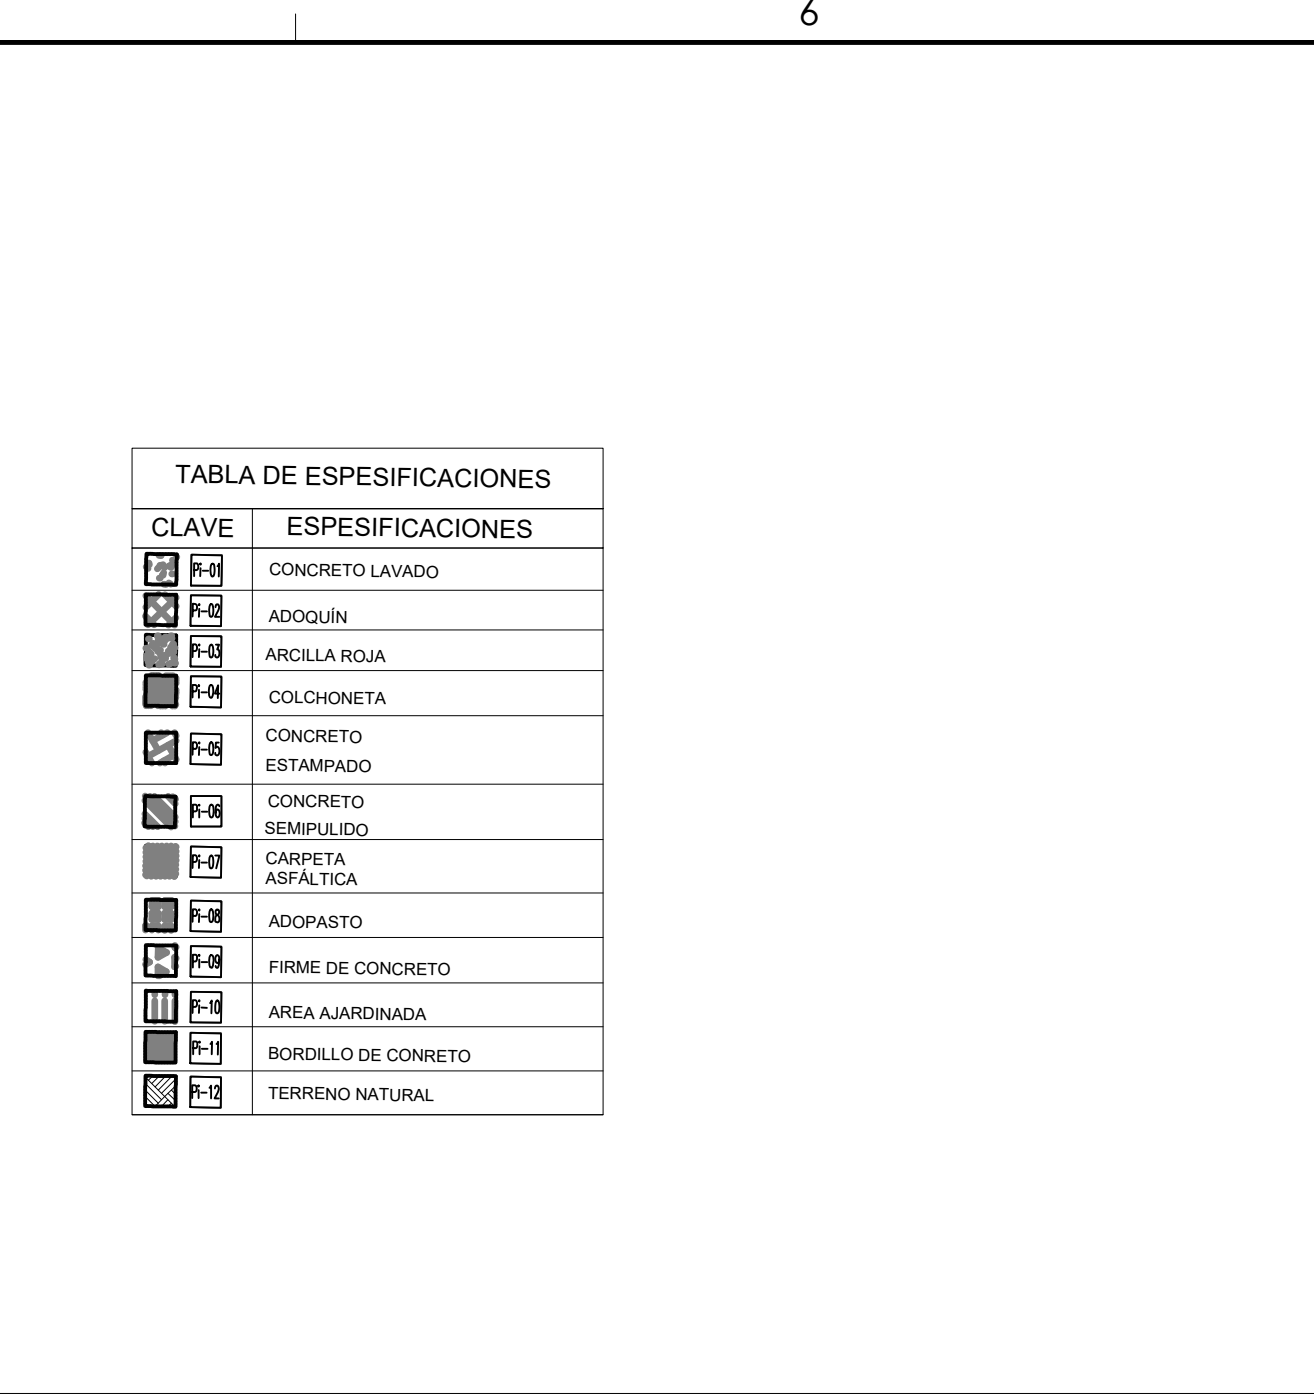 6
TABLA DE ESPESIFICACIONES
CLAVE ESPESIFICACIONES
Pi-01 CONCRETO LAVADO
Pi-02 ADOQUÍN
Pi-03 ARCILLA ROJA
Pi-04 COLCHONETA
Pi-05 CONCRETO
ESTAMPADO
Pi-06 CONCRETO
SEMIPULIDO
Pi-07 CARPETA
ASFÁLTICA
Pi-08 ADOPASTO
Pi-09 FIRME DE CONCRETO
Pi-10 AREA AJARDINADA
Pi-11 BORDILLO DE CONRETO
Pi-12 TERRENO NATURAL